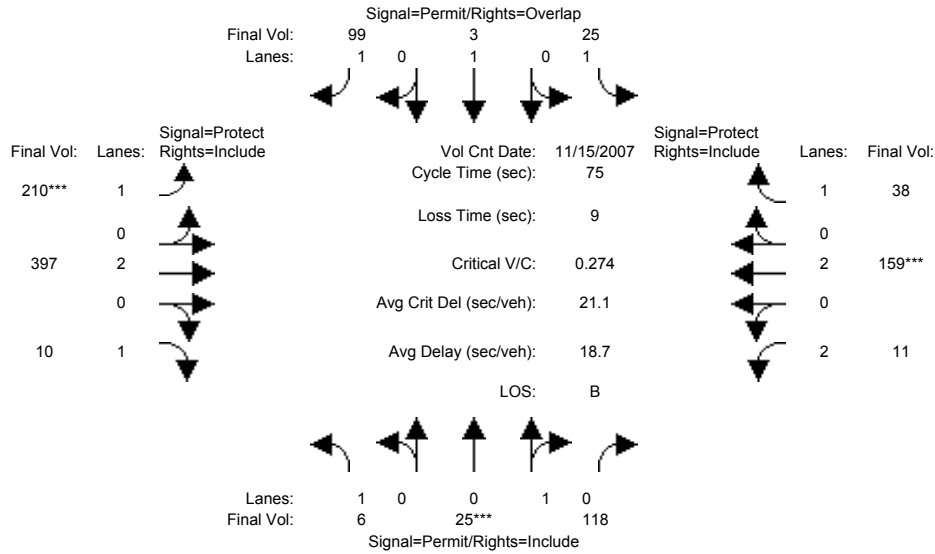 Signal=Permit/Rights=Overlap
Final Vol: 99 3 25
Lanes: 1 0 1 0 1
Signal=Protect
Final Vol: Lanes: Rights=Include
Vol Cnt Date: 11/15/2007
Signal=Protect
Rights=Include Lanes: Final Vol:
Cycle Time (sec): 75
210*** 1
1 38
Loss Time (sec): 9
0
0
397 2
Critical V/C: 0.274
2 159***
0
Avg Crit Del (sec/veh): 21.1
0
10 1
Avg Delay (sec/veh): 18.7
2 11
LOS: B
Lanes: 1 0 0 1 0
Final Vol: 6 25*** 118
Signal=Permit/Rights=Include